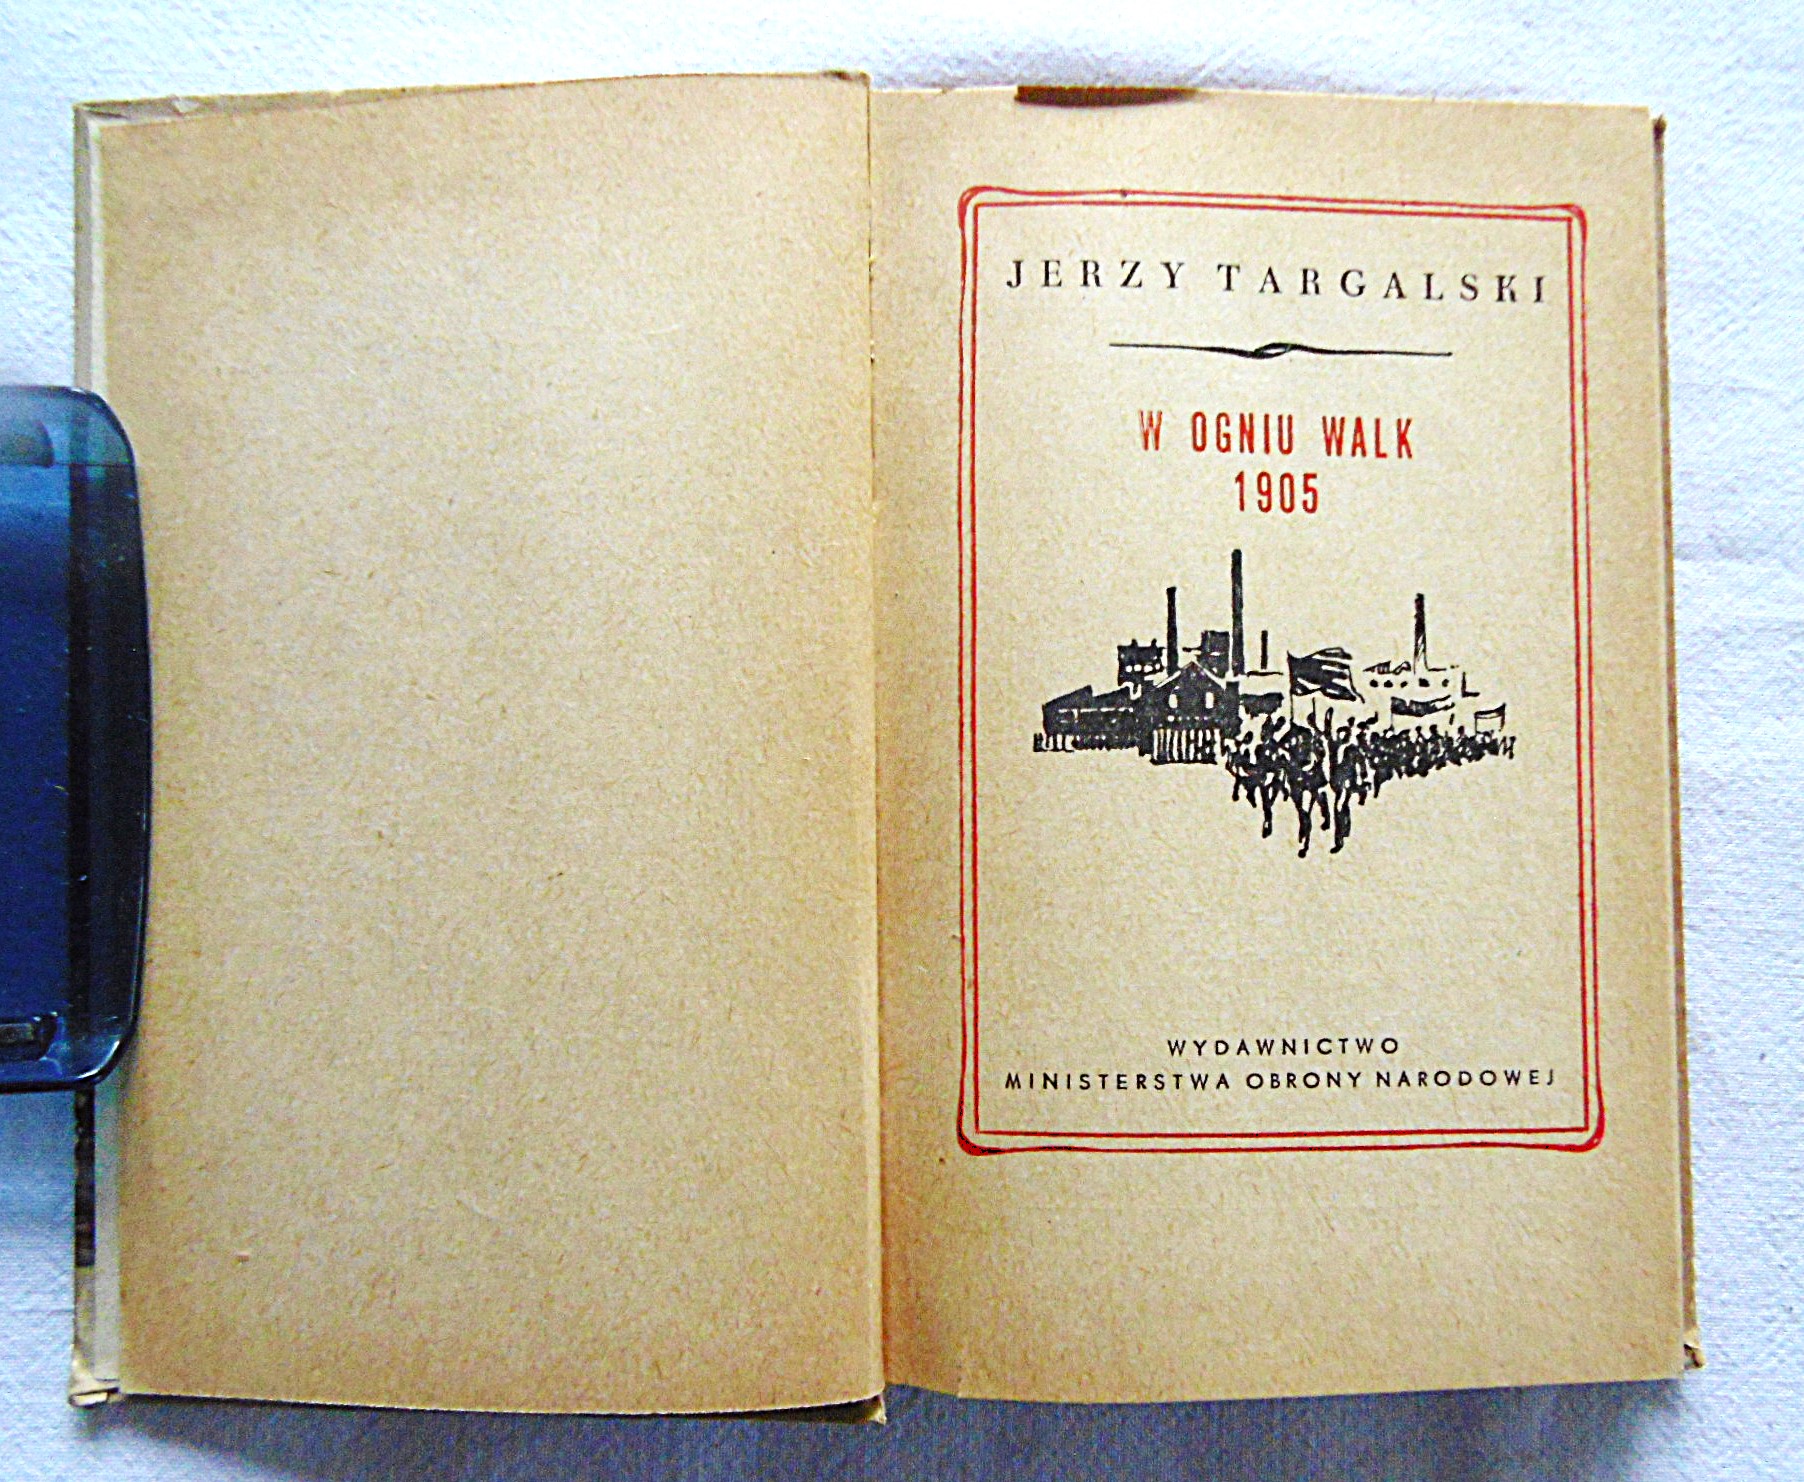 JERZY TARGALSKI
W OGNIU WALK
1905
WYDAWNICTWO
MINISTERSTWA OBRONY NARODOWEJ